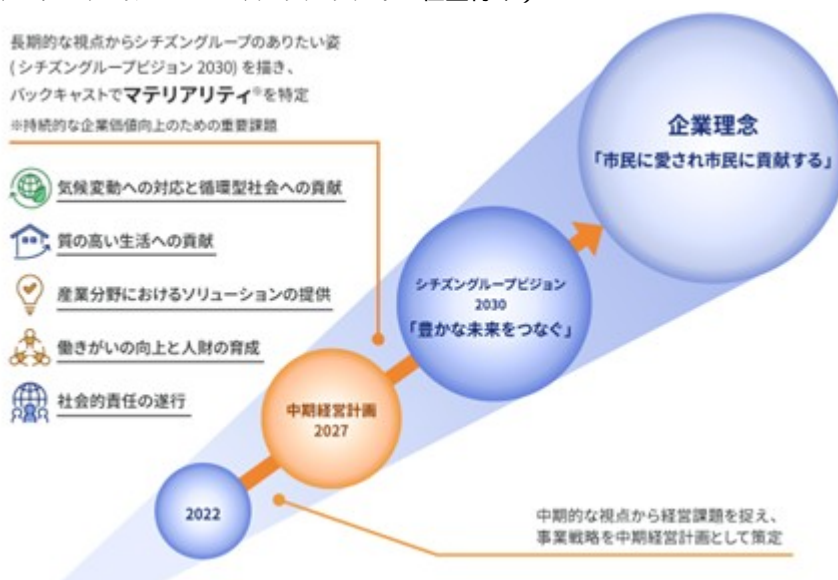 長期的な視点からシチズングループのありたい姿
(シチズングループビジョン 2030) を描き、
バックキャストでマテリアリティ※を特定
※持続的な企業価値向上のための重要課題
気候変動への対応と循環型社会への貢献
質の高い生活への貢献
産業分野におけるソリューションの提供
働きがいの向上と人財の育成
社会的責任の遂行
企業理念
「市民に愛され市民に貢献する」
シチズングループビジョン
2030
「豊かな未来をつなぐ」
中期経営計画
2027
2022
中期的な視点から経営課題を捉え、
事業戦略を中期経営計画として策定